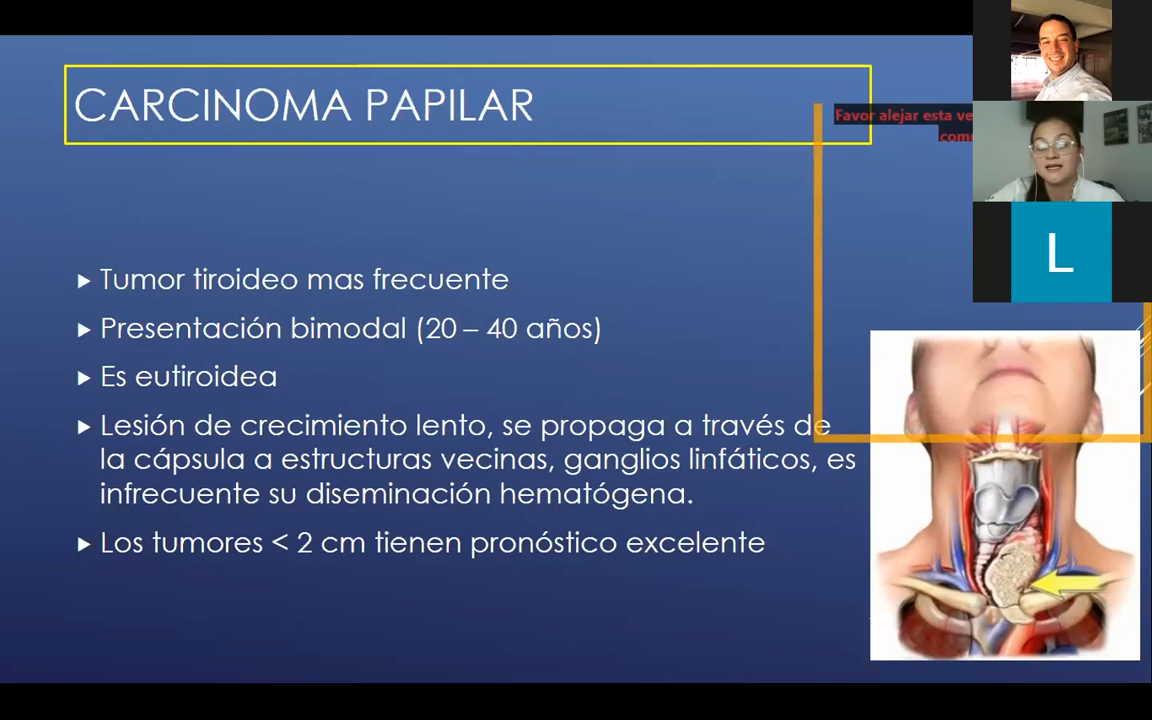 CARCINOMA PAPILAR
Favor alejar esta
Tumor tiroideo mas frecuente
Presentación bimodal (20 – 40 años)
Es eutiroidea
Lesión de crecimiento lento, se propaga a través de
la cápsula a estructuras vecinas, ganglios linfáticos, es
infrecuente su diseminación hematógena.
Los tumores < 2 cm tienen pronóstico excelente
L